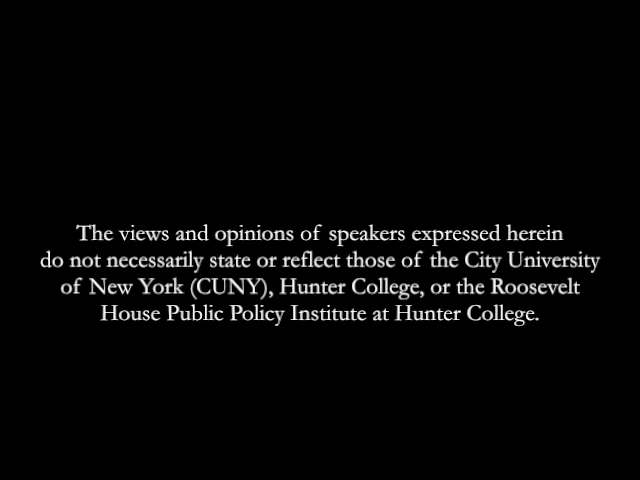 The views and opinions of speakers expressed herein
do not necessarily state or reflect those of the City University
of New York (CUNY), Hunter College, or the Roosevelt
House Public Policy Institute at Hunter College.